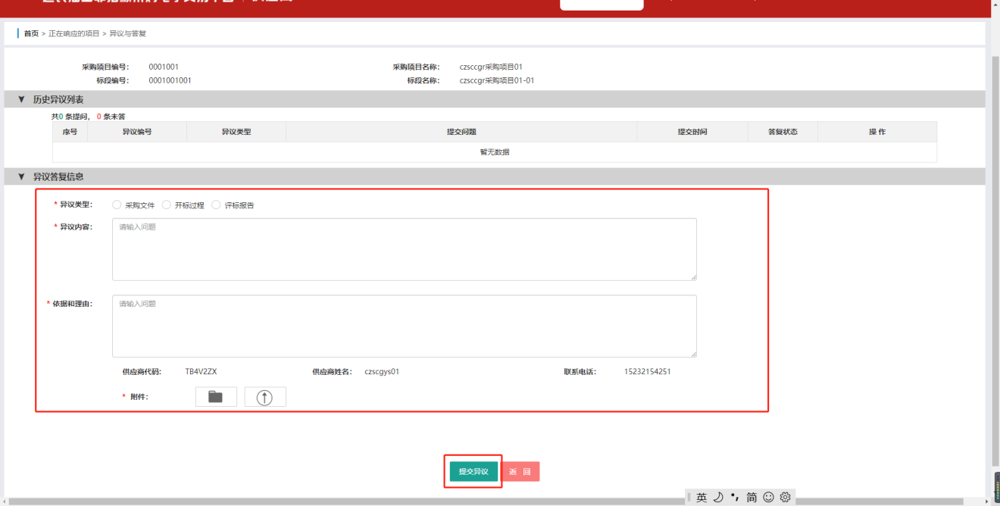 首页 > 正在响应的项目 > 异议与答复
采购项目编号： 0001001 采购项目名称： czsccgr采购项目01
标段编号： 0001001001 标段名称： czsccgr采购项目01-01
历史异议列表
共0 条提问， 0 条未答
序号 异议编号 异议类型 提交问题 提交时间 答复状态 操 作
暂无数据
异议答复信息
* 异议类型： 采购文件 开标过程 评标报告
* 异议内容： 请输入问题
* 依据和理由： 请输入问题
供应商代码： TB4V2ZX 供应商姓名： czscgys01 联系电话： 15232154251
* 附件：
提交异议 返 回
英 简